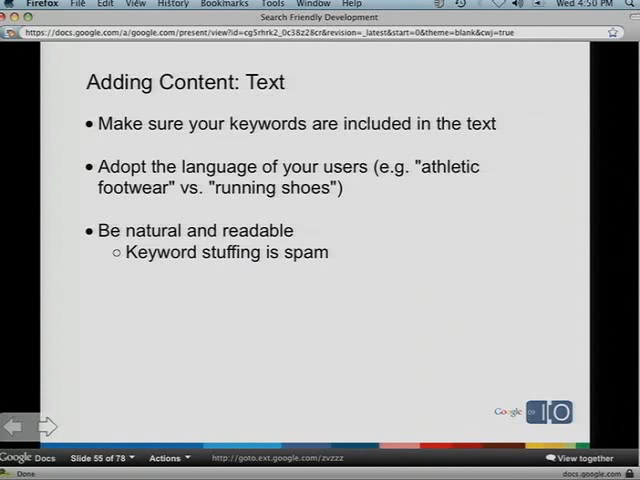 Firefox File Edit View History Bookmarks Tools Window Help Wed 4:50 PM
Search Friendly Development
https://docs.google.com/a/google.com/present/view?id=cg5rhrk2_0c38z28cr&revision=_latest&start=0&theme=blank&cwj=true
Adding Content: Text
• Make sure your keywords are included in the text
• Adopt the language of your users (e.g. "athletic
footwear" vs. "running shoes")
• Be natural and readable
○ Keyword stuffing is spam
Google IO
Google Docs Slide 55 of 78 Actions http://goto.ext.google.com/zvzzz View together
Done docs.google.com